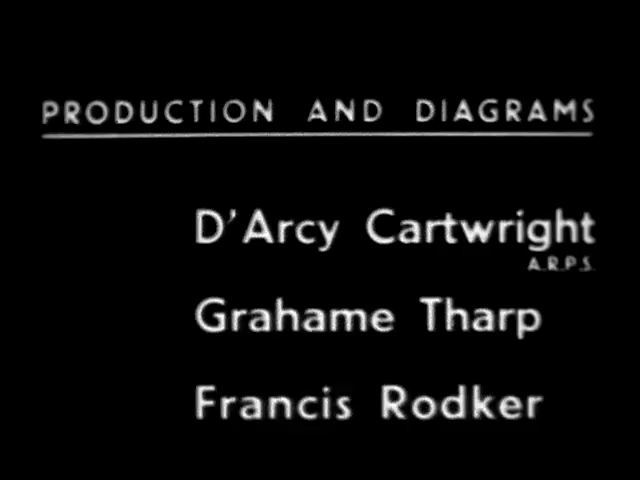 PRODUCTION AND DIAGRAMS
D'Arcy Cartwright
A.R.P.S.
Grahame Tharp
Francis Rodker